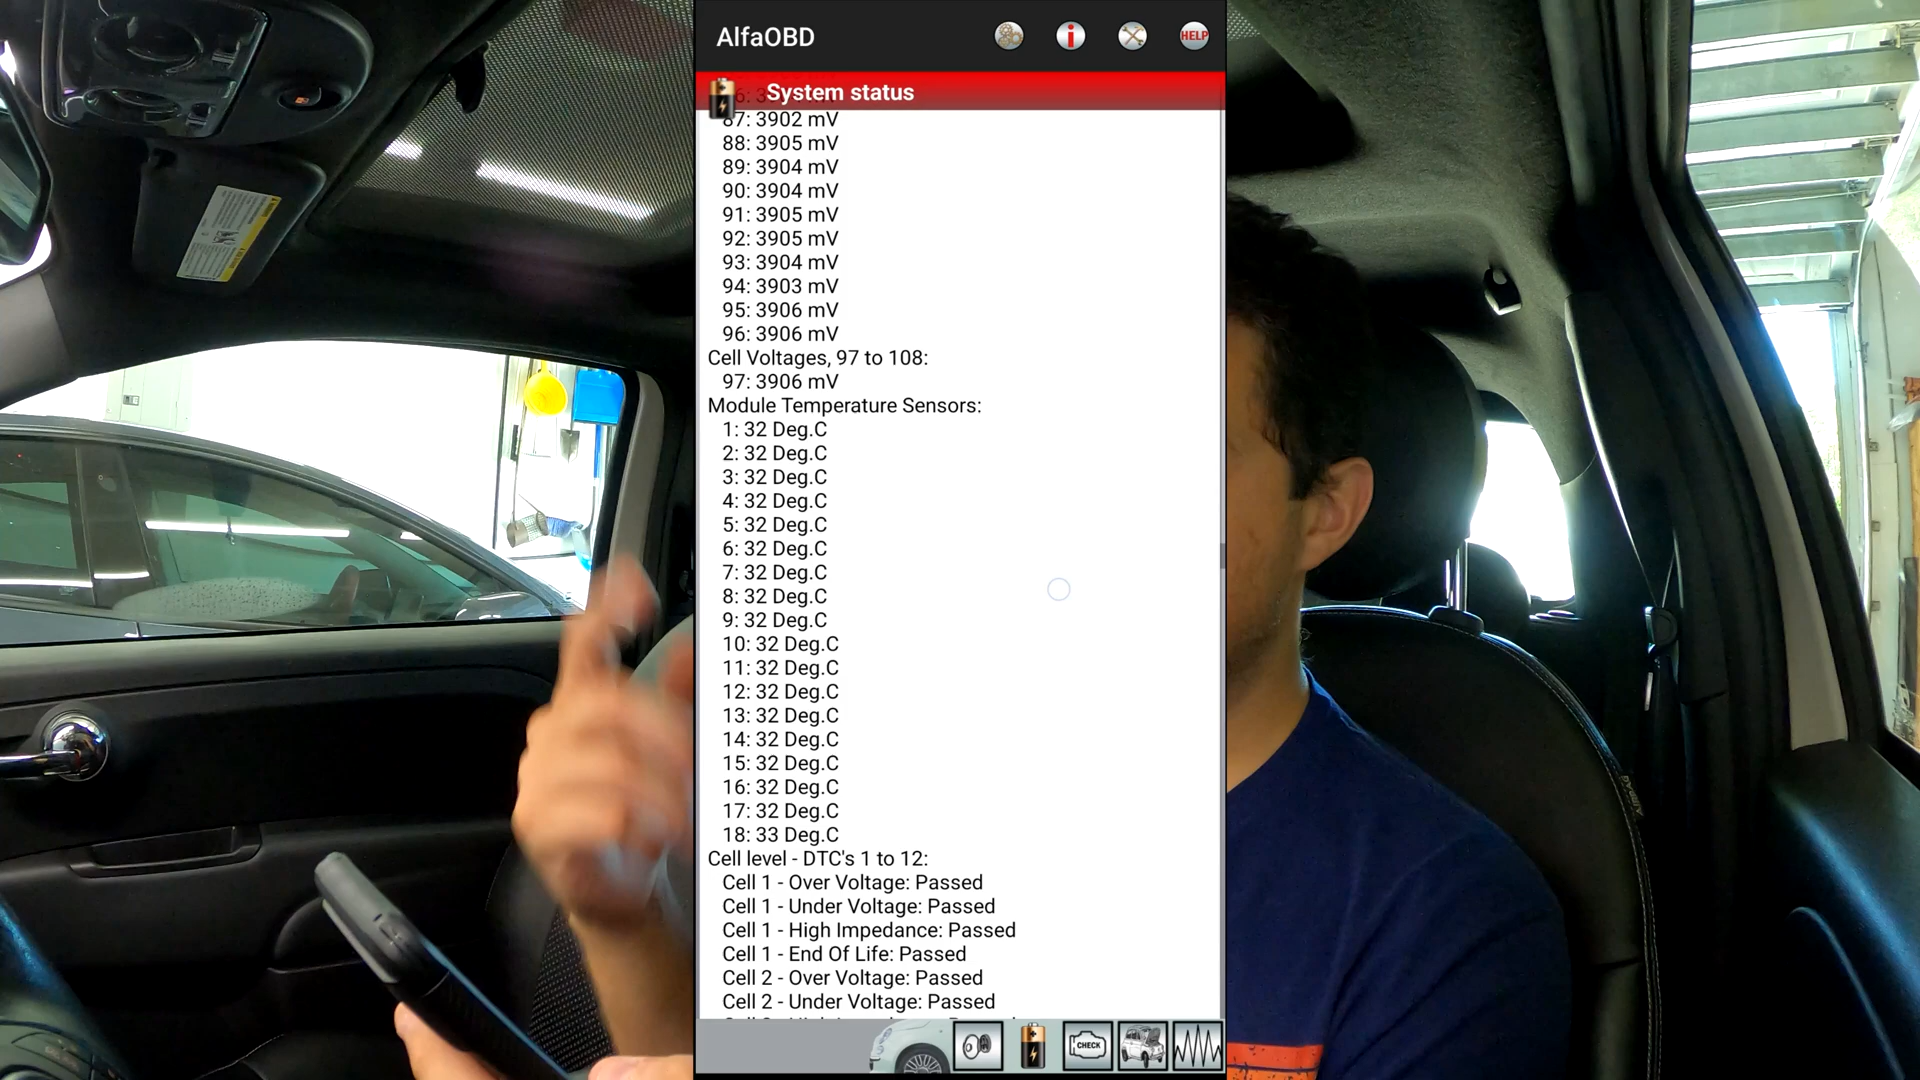 AlfaOBD
HELP
System status
87: 3902 mV
88: 3905 mV
89: 3904 mV
90: 3904 mV
91: 3905 mV
92: 3905 mV
93: 3904 mV
94: 3903 mV
95: 3906 mV
96: 3906 mV
Cell Voltages, 97 to 108:
97: 3906 mV
Module Temperature Sensors:
1: 32 Deg.C
2: 32 Deg.C
3: 32 Deg.C
4: 32 Deg.C
5: 32 Deg.C
6: 32 Deg.C
7: 32 Deg.C
8: 32 Deg.C
9: 32 Deg.C
10: 32 Deg.C
11: 32 Deg.C
12: 32 Deg.C
13: 32 Deg.C
14: 32 Deg.C
15: 32 Deg.C
16: 32 Deg.C
17: 32 Deg.C
18: 33 Deg.C
Cell level - DTC's 1 to 12:
Cell 1 - Over Voltage: Passed
Cell 1 - Under Voltage: Passed
Cell 1 - High Impedance: Passed
Cell 1 - End Of Life: Passed
Cell 2 - Over Voltage: Passed
Cell 2 - Under Voltage: Passed
CHECK
AIRBAG